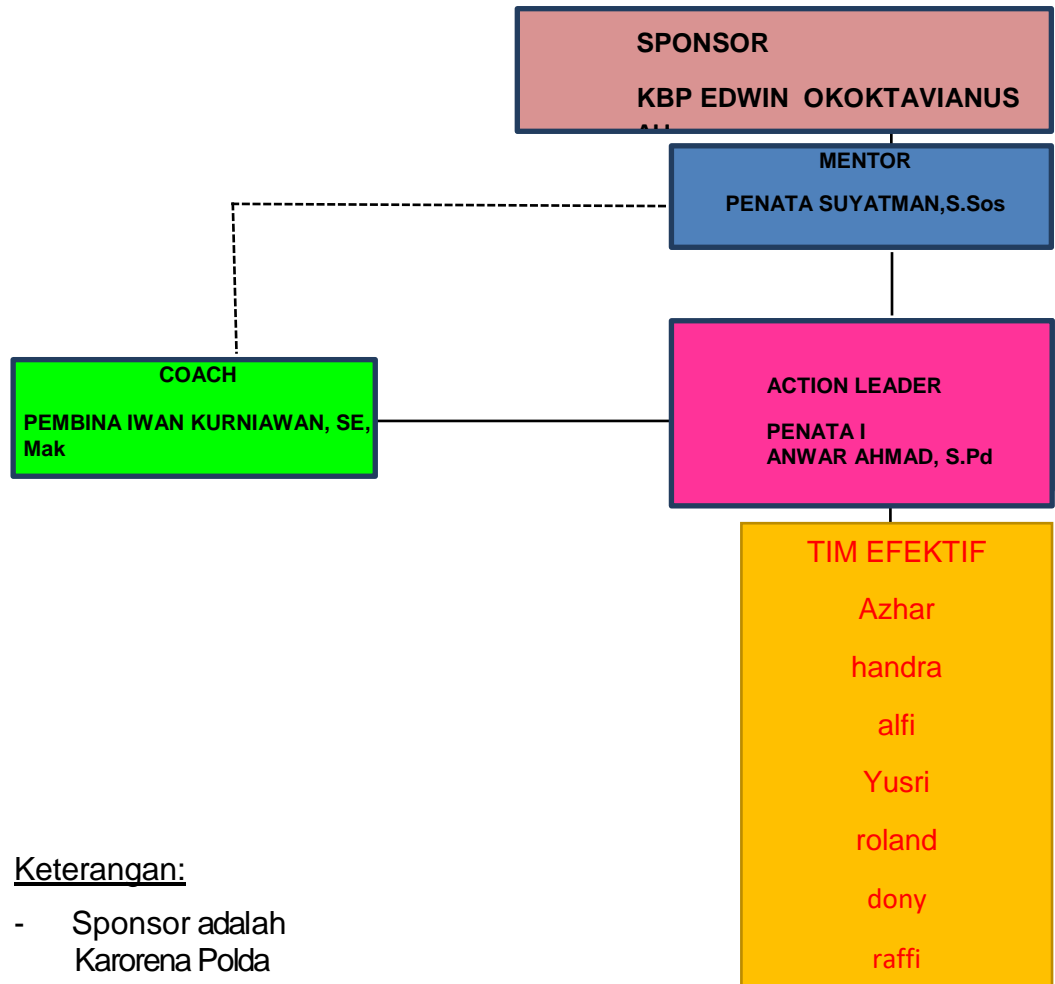 SPONSOR
KBP EDWIN OKOKTAVIANUS
MENTOR
PENATA SUYATMAN,S.Sos
COACH
PEMBINA IWAN KURNIAWAN, SE,
Mak
ACTION LEADER
PENATA I
ANWAR AHMAD, S.Pd
TIM EFEKTIF
Azhar
handra
alfi
Yusri
roland
dony
raffi
Keterangan:
- Sponsor adalah
Karorena Polda